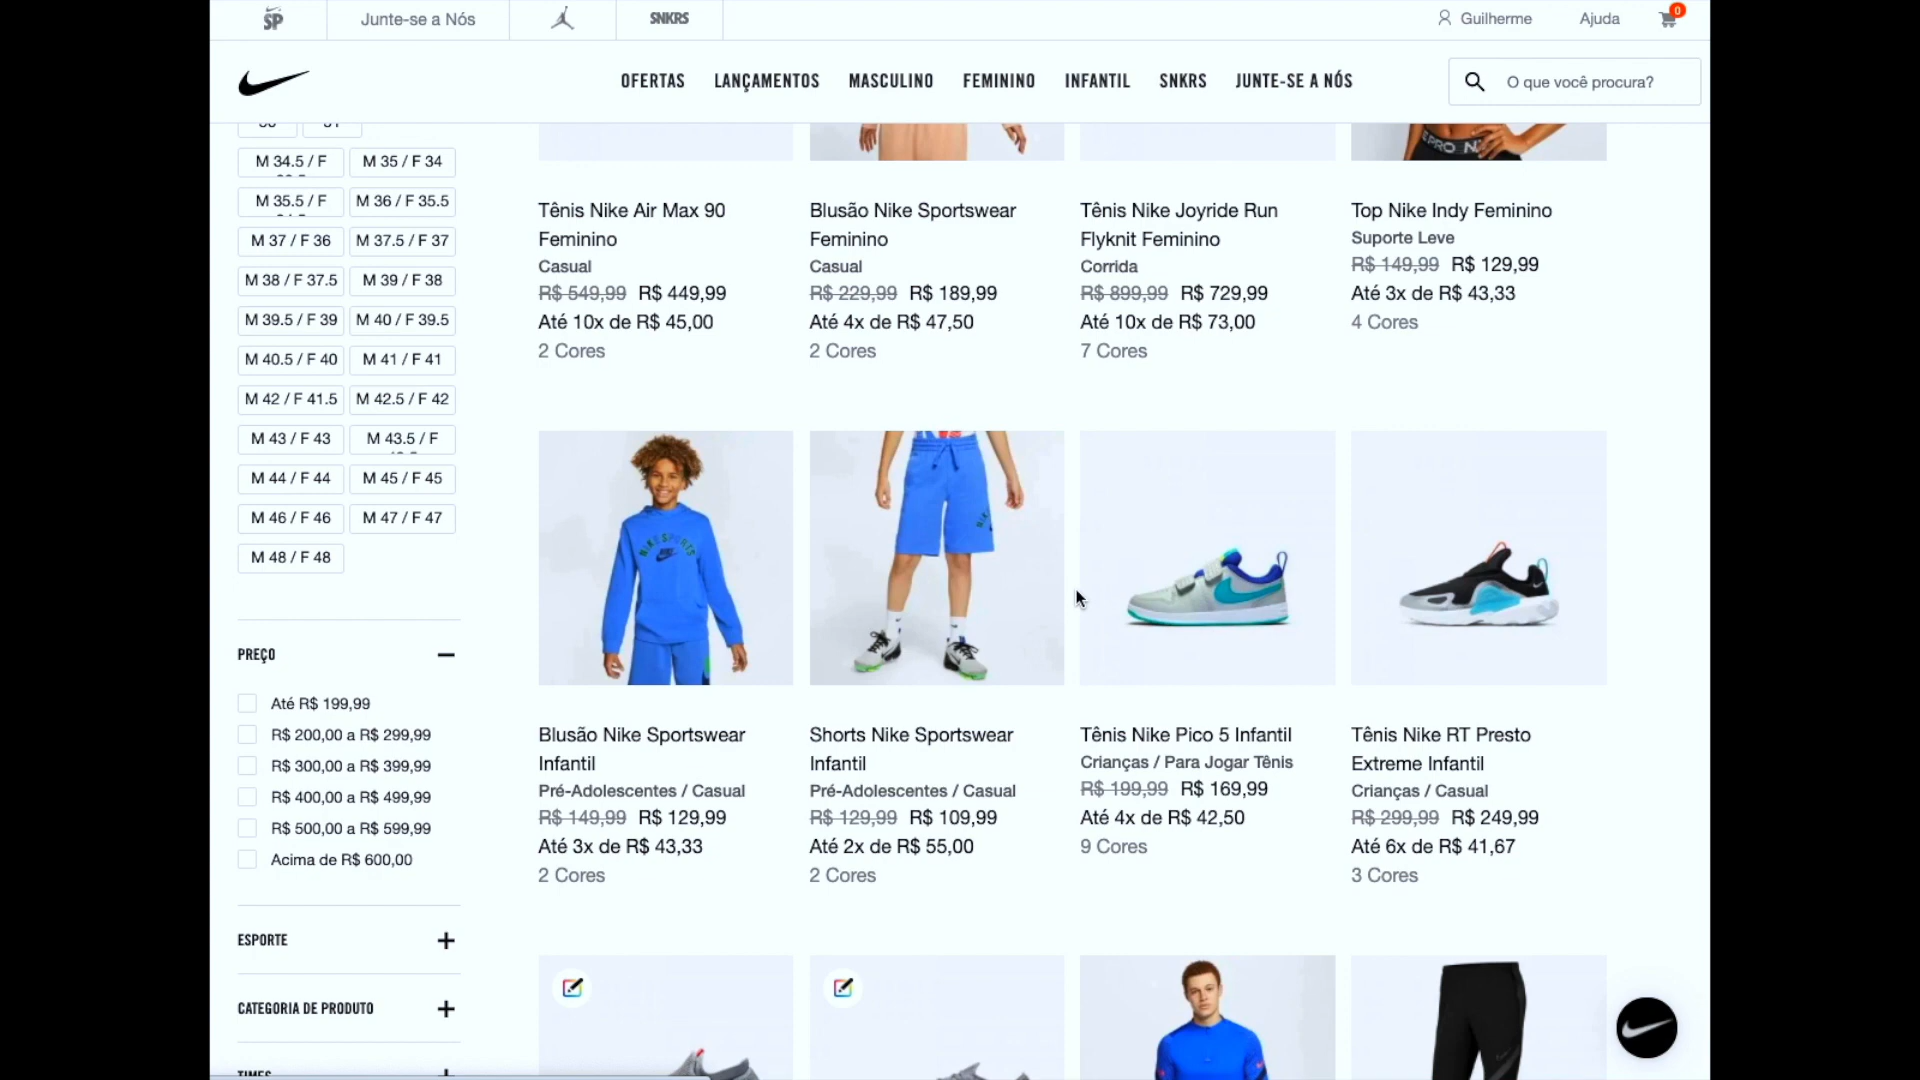 SP
Junte-se a Nós
SNKRS
Guilherme
Ajuda
0
OFERTAS
LANÇAMENTOS
MASCULINO
FEMININO
INFANTIL
SNKRS
JUNTE-SE A NÓS
O que você procura?
M 34.5 / F
M 35 / F 34
M 35.5 / F
M 36 / F 35.5
M 37 / F 36
M 37.5 / F 37
M 38 / F 37.5
M 39 / F 38
M 39.5 / F 39
M 40 / F 39.5
M 40.5 / F 40
M 41 / F 41
M 42 / F 41.5
M 42.5 / F 42
M 43 / F 43
M 43.5 / F
M 44 / F 44
M 45 / F 45
M 46 / F 46
M 47 / F 47
M 48 / F 48
PREÇO
Até R$ 199,99
R$ 200,00 a R$ 299,99
R$ 300,00 a R$ 399,99
R$ 400,00 a R$ 499,99
R$ 500,00 a R$ 599,99
Acima de R$ 600,00
ESPORTE
CATEGORIA DE PRODUTO
TIMES
Tênis Nike Air Max 90
Feminino
Casual
R$ 549,99 R$ 449,99
Até 10x de R$ 45,00
2 Cores
Blusão Nike Sportswear
Feminino
Casual
R$ 229,99 R$ 189,99
Até 4x de R$ 47,50
2 Cores
Tênis Nike Joyride Run
Flyknit Feminino
Corrida
R$ 899,99 R$ 729,99
Até 10x de R$ 73,00
7 Cores
Top Nike Indy Feminino
Suporte Leve
R$ 149,99 R$ 129,99
Até 3x de R$ 43,33
4 Cores
Blusão Nike Sportswear
Infantil
Pré-Adolescentes / Casual
R$ 149,99 R$ 129,99
Até 3x de R$ 43,33
2 Cores
Shorts Nike Sportswear
Infantil
Pré-Adolescentes / Casual
R$ 129,99 R$ 109,99
Até 2x de R$ 55,00
2 Cores
Tênis Nike Pico 5 Infantil
Crianças / Para Jogar Tênis
R$ 199,99 R$ 169,99
Até 4x de R$ 42,50
9 Cores
Tênis Nike RT Presto
Extreme Infantil
Crianças / Casual
R$ 299,99 R$ 249,99
Até 6x de R$ 41,67
3 Cores